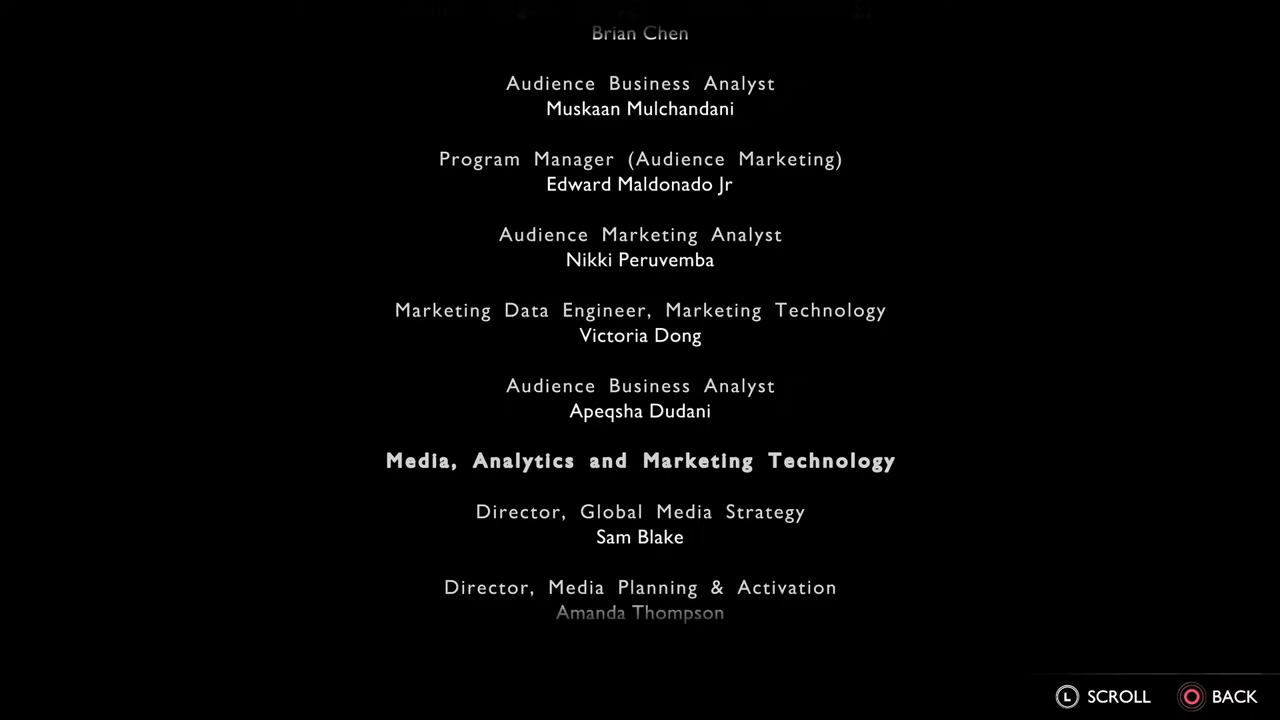 Brian Chen
Audience Business Analyst
Muskaan Mulchandani
Program Manager (Audience Marketing)
Edward Maldonado Jr
Audience Marketing Analyst
Nikki Peruvemba
Marketing Data Engineer, Marketing Technology
Victoria Dong
Audience Business Analyst
Apeqsha Dudani
Media, Analytics and Marketing Technology
Director, Global Media Strategy
Sam Blake
Director, Media Planning & Activation
Amanda Thompson
L SCROLL
BACK